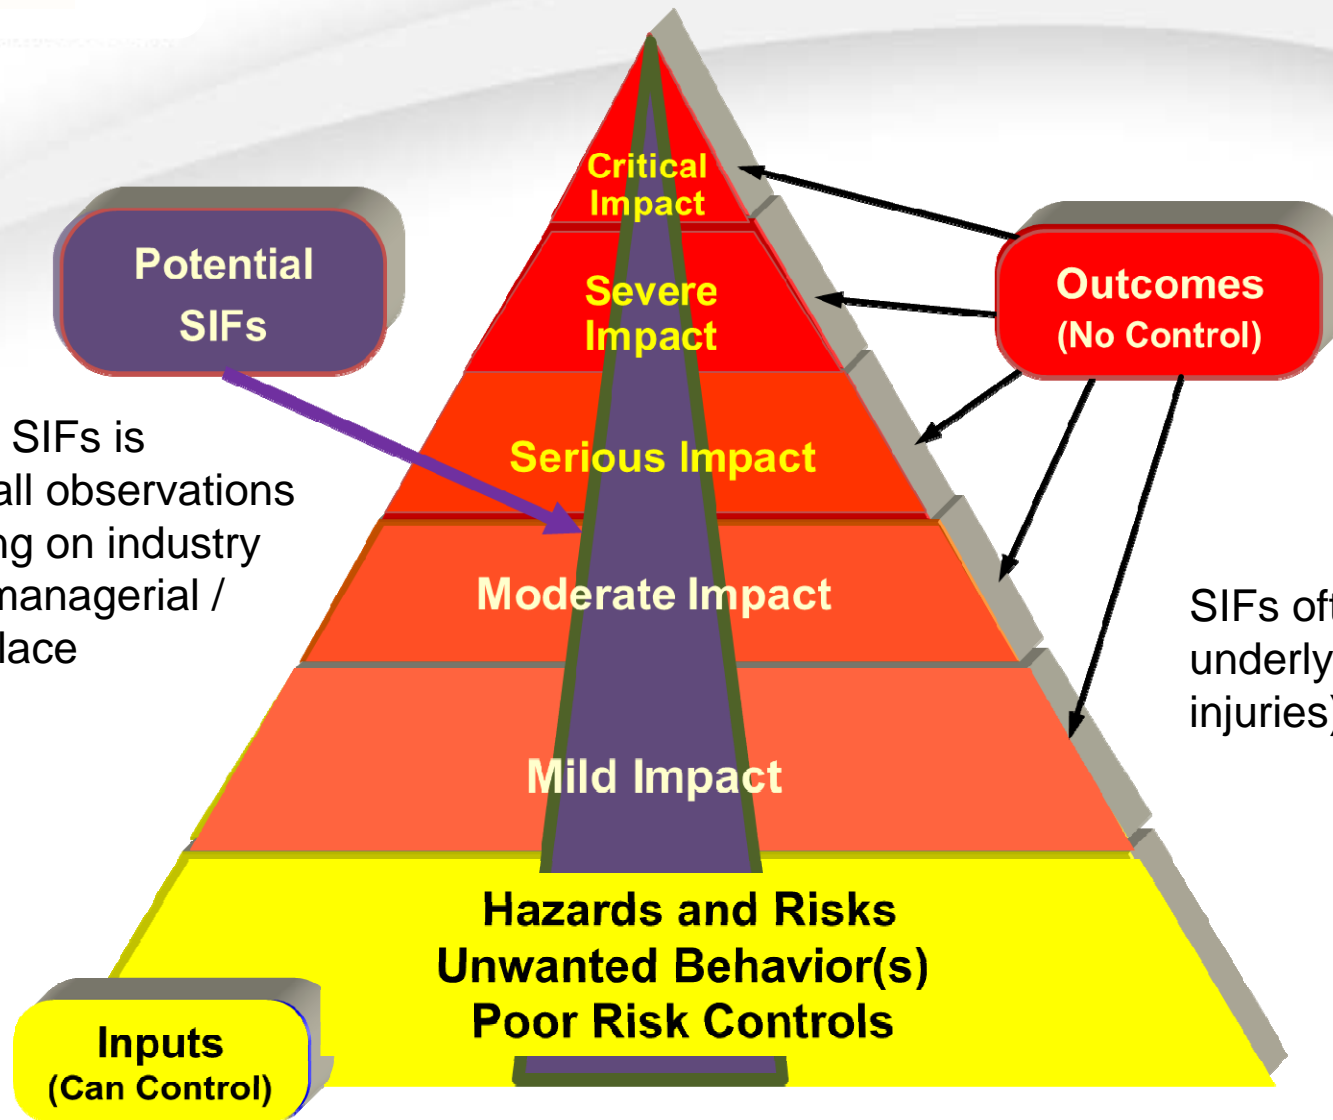 Critical
Impact
Potential
SIFs
Severe
Impact
Outcomes
(No Control)
SIFs is
all observations
ng on industry
managerial /
lace
Serious Impact
Moderate Impact
SIFs oft
underly
injuries)
Mild Impact
Hazards and Risks
Unwanted Behavior(s)
Poor Risk Controls
Inputs
(Can Control)